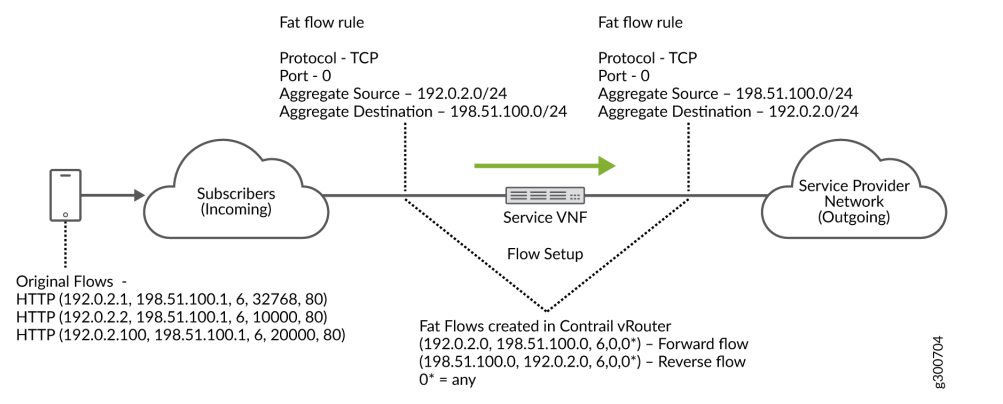 Fat flow rule
Protocol - TCP
Port - 0
Aggregate Source – 192.0.2.0/24
Aggregate Destination – 198.51.100.0/24
Fat flow rule
Protocol - TCP
Port - 0
Aggregate Source – 198.51.100.0/24
Aggregate Destination – 192.0.2.0/24
Subscribers
(Incoming)
Service VNF
Service Provider
Network
(Outgoing)
Flow Setup
Original Flows -
HTTP (192.0.2.1, 198.51.100.1, 6, 32768, 80)
HTTP (192.0.2.2, 198.51.100.1, 6, 10000, 80)
HTTP (192.0.2.100, 198.51.100.1, 6, 20000, 80)
Fat Flows created in Contrail vRouter
(192.0.2.0, 198.51.100.0, 6,0,0*) – Forward flow
(198.51.100.0, 192.0.2.0, 6,0,0*) – Reverse flow
0* = any
g300704